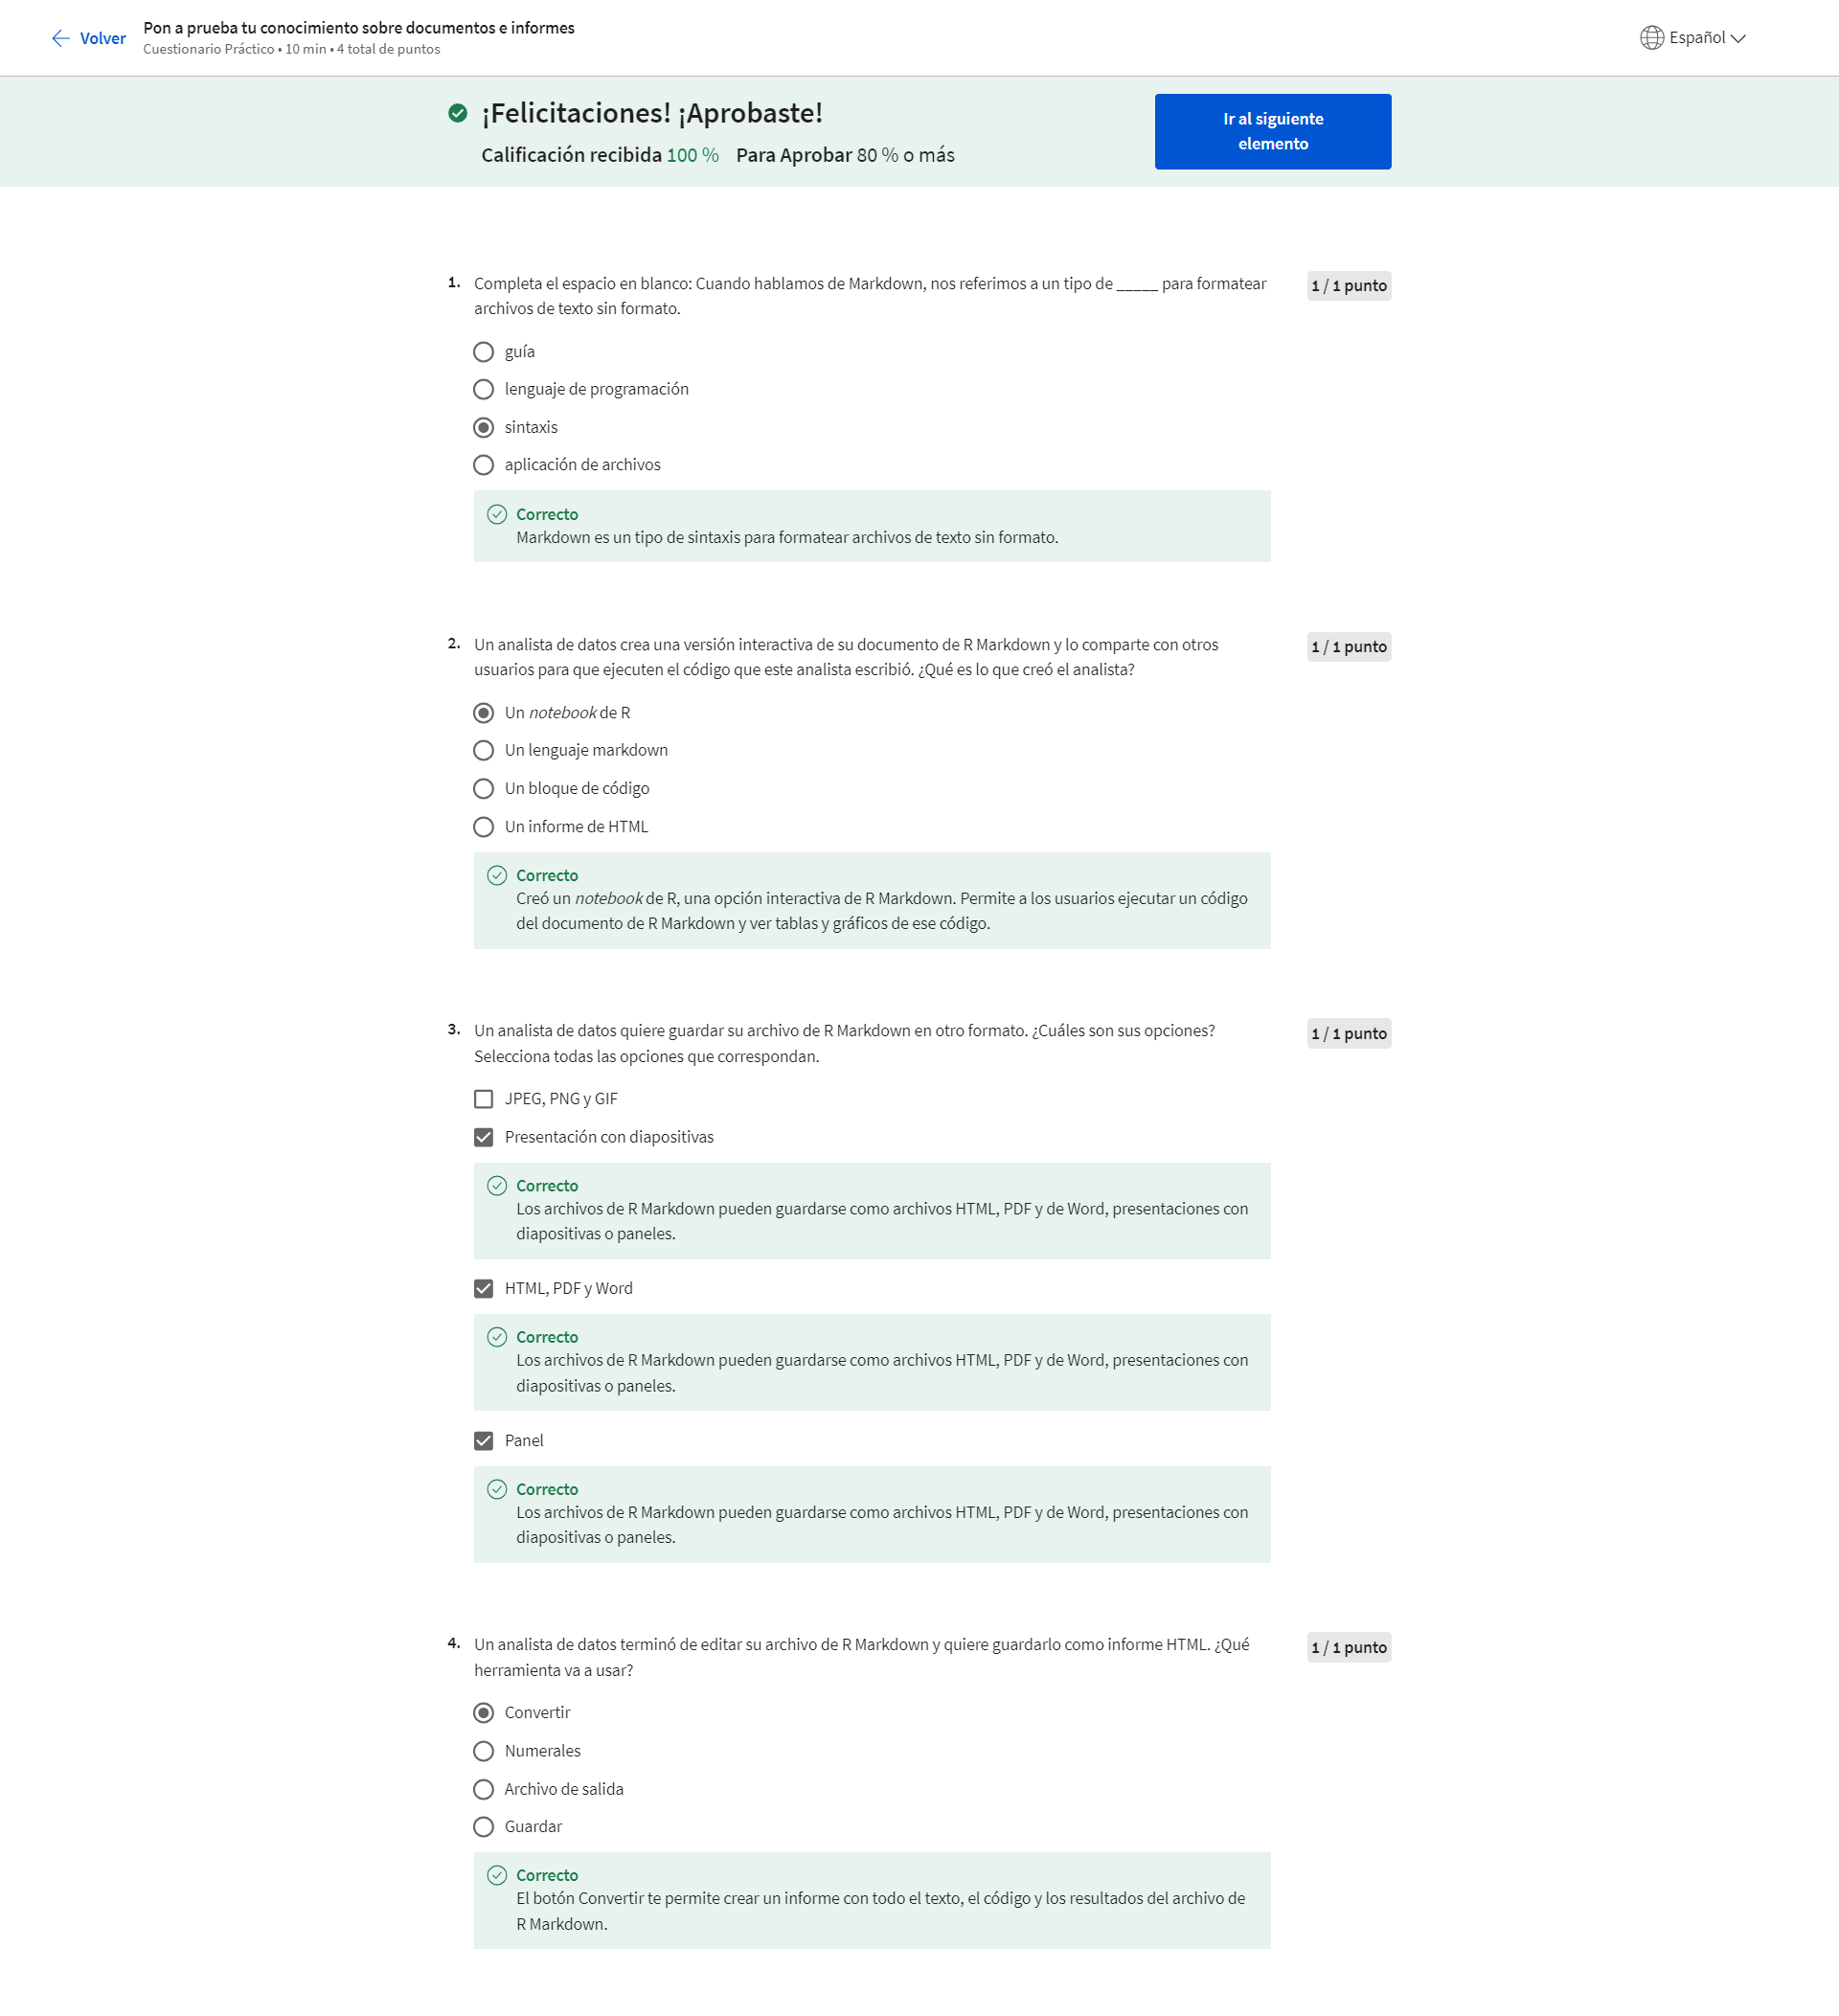 Volver
Pon a prueba tu conocimiento sobre documentos e informes
Cuestionario Práctico • 10 min • 4 total de puntos
Español
¡Felicitaciones! ¡Aprobaste!
Calificación recibida 100 % Para Aprobar 80 % o más
Ir al siguiente
elemento
1. Completa el espacio en blanco: Cuando hablamos de Markdown, nos referimos a un tipo de _____ para formatear
archivos de texto sin formato.
1 / 1 punto
guía
lenguaje de programación
sintaxis
aplicación de archivos
Correcto
Markdown es un tipo de sintaxis para formatear archivos de texto sin formato.
2. Un analista de datos crea una versión interactiva de su documento de R Markdown y lo comparte con otros
usuarios para que ejecuten el código que este analista escribió. ¿Qué es lo que creó el analista?
1 / 1 punto
Un notebook de R
Un lenguaje markdown
Un bloque de código
Un informe de HTML
Correcto
Creó un notebook de R, una opción interactiva de R Markdown. Permite a los usuarios ejecutar un código
del documento de R Markdown y ver tablas y gráficos de ese código.
3. Un analista de datos quiere guardar su archivo de R Markdown en otro formato. ¿Cuáles son sus opciones?
Selecciona todas las opciones que correspondan.
1 / 1 punto
JPEG, PNG y GIF
Presentación con diapositivas
Correcto
Los archivos de R Markdown pueden guardarse como archivos HTML, PDF y de Word, presentaciones con
diapositivas o paneles.
HTML, PDF y Word
Correcto
Los archivos de R Markdown pueden guardarse como archivos HTML, PDF y de Word, presentaciones con
diapositivas o paneles.
Panel
Correcto
Los archivos de R Markdown pueden guardarse como archivos HTML, PDF y de Word, presentaciones con
diapositivas o paneles.
4. Un analista de datos terminó de editar su archivo de R Markdown y quiere guardarlo como informe HTML. ¿Qué
herramienta va a usar?
1 / 1 punto
Convertir
Numerales
Archivo de salida
Guardar
Correcto
El botón Convertir te permite crear un informe con todo el texto, el código y los resultados del archivo de
R Markdown.